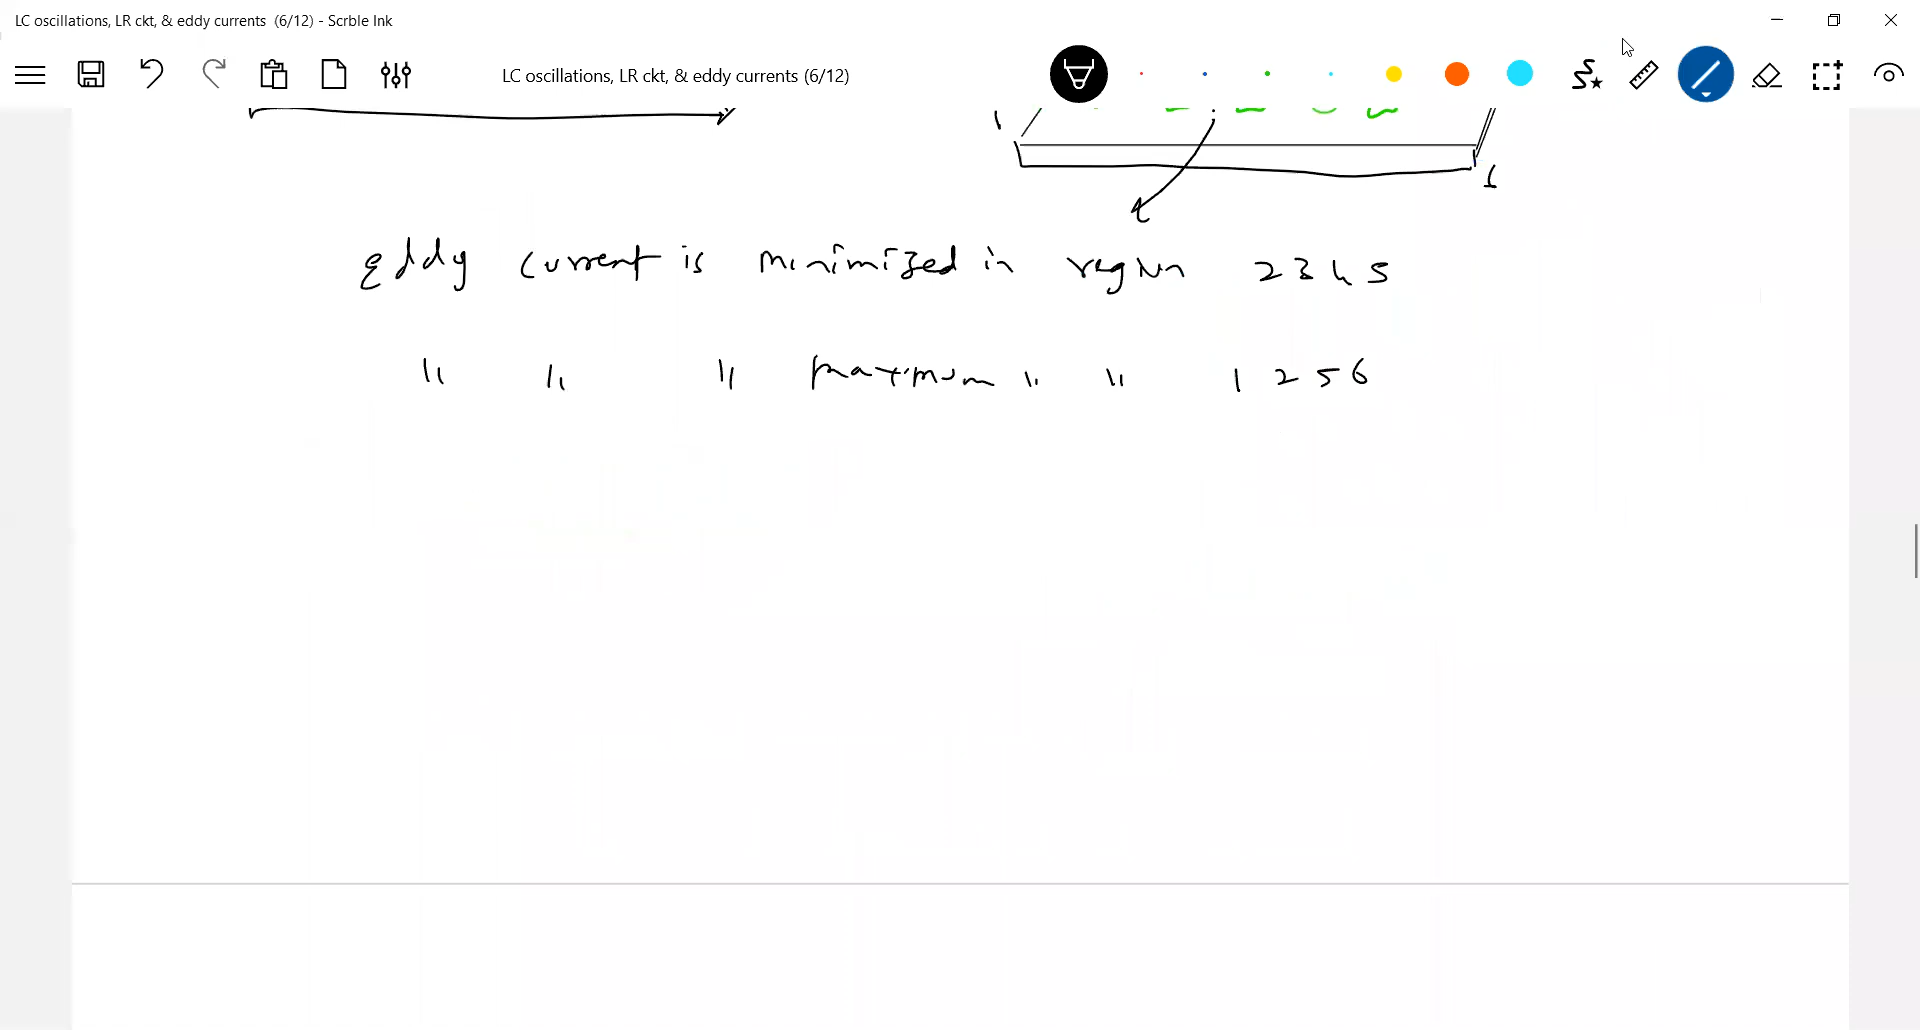 LC oscillations, LR ckt, & eddy currents (6/12) - Scrble Ink
LC oscillations, LR ckt, & eddy currents (6/12)
Eddy current is minimized in region 2 3 4 5
" " " maximum " " 1 2 5 6